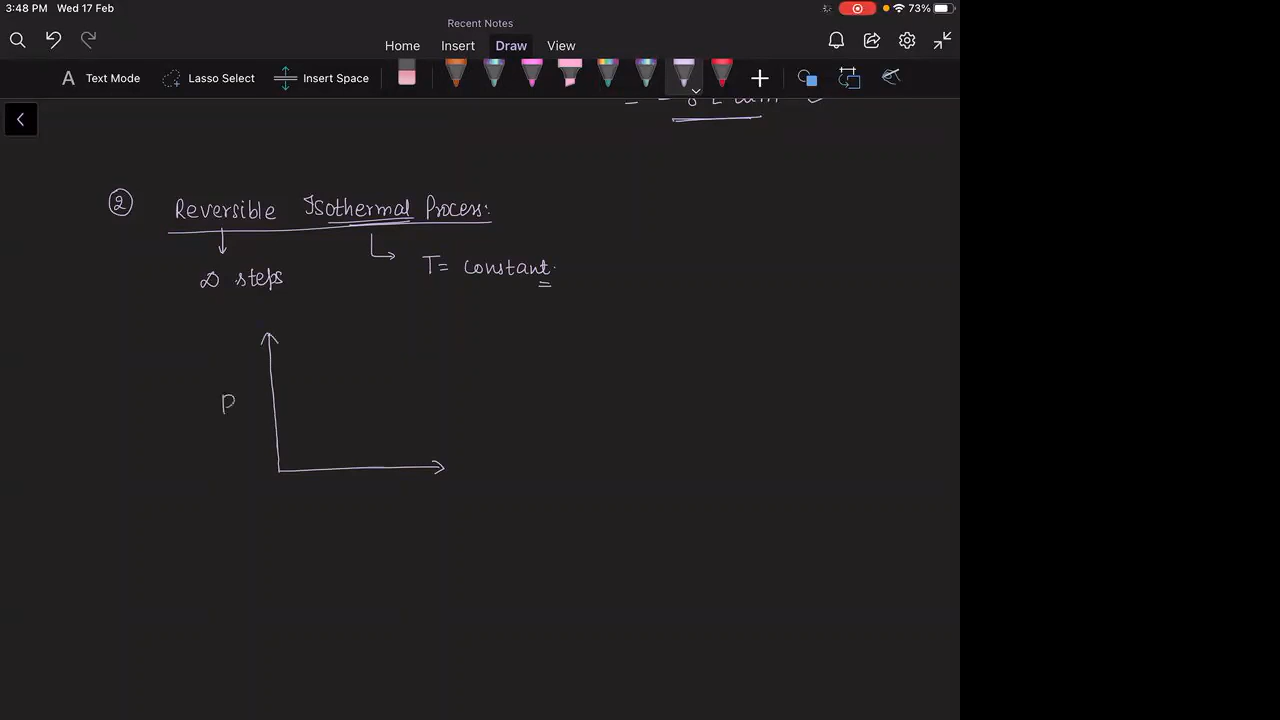 3:48 PM Wed 17 Feb
73%
Recent Notes
Home Insert Draw View
A Text Mode Lasso Select Insert Space
② Reversible Isothermal Process:
∞ steps
T = constant.
P